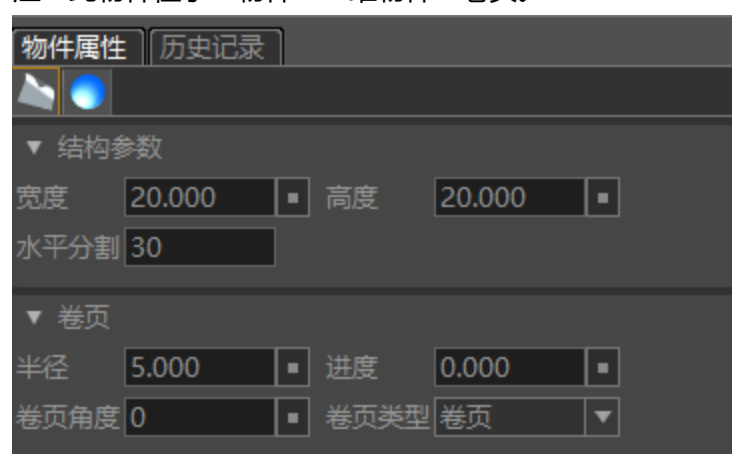 物件属性 历史记录
▼ 结构参数
宽度 20.000 高度 20.000
水平分割 30
▼ 卷页
半径 5.000 进度 0.000
卷页角度 0 卷页类型 卷页